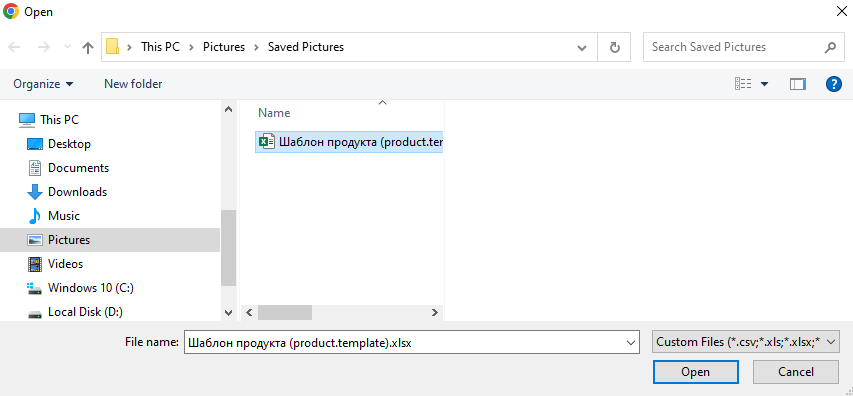 Open
This PC > Pictures > Saved Pictures
Search Saved Pictures
Organize
New folder
This PC
Desktop
Documents
Downloads
Music
Pictures
Videos
Windows 10 (C:)
Local Disk (D:)
Name
Шаблон продукта (product.ter
File name:
Шаблон продукта (product.template).xlsx
Custom Files (*.csv;*.xls;*.xlsx;*
Open
Cancel